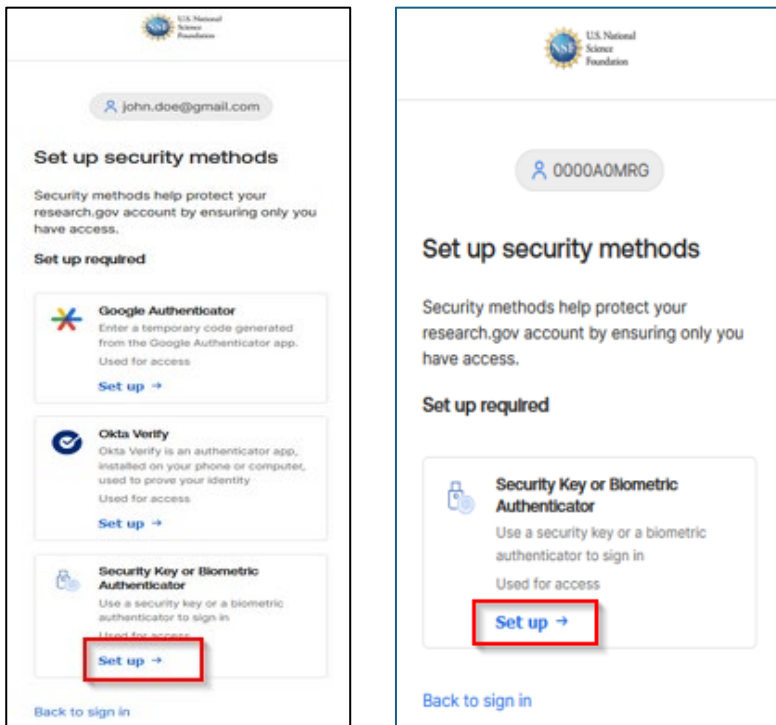 NSF
U.S. National
Science
Foundation
john.doe@gmail.com
Set up security methods
Security methods help protect your
research.gov account by ensuring only you
have access.
Set up required
Google Authenticator
Enter a temporary code generated
from the Google Authenticator app.
Used for access
Set up →
Okta Verify
Okta Verify is an authenticator app,
installed on your phone or computer,
used to prove your identity
Used for access
Set up →
Security Key or Biometric
Authenticator
Use a security key or a biometric
authenticator to sign in
Used for access
Set up →
Back to sign in
NSF
U.S. National
Science
Foundation
0000A0MRG
Set up security methods
Security methods help protect your
research.gov account by ensuring only you
have access.
Set up required
Security Key or Biometric
Authenticator
Use a security key or a biometric
authenticator to sign in
Used for access
Set up →
Back to sign in